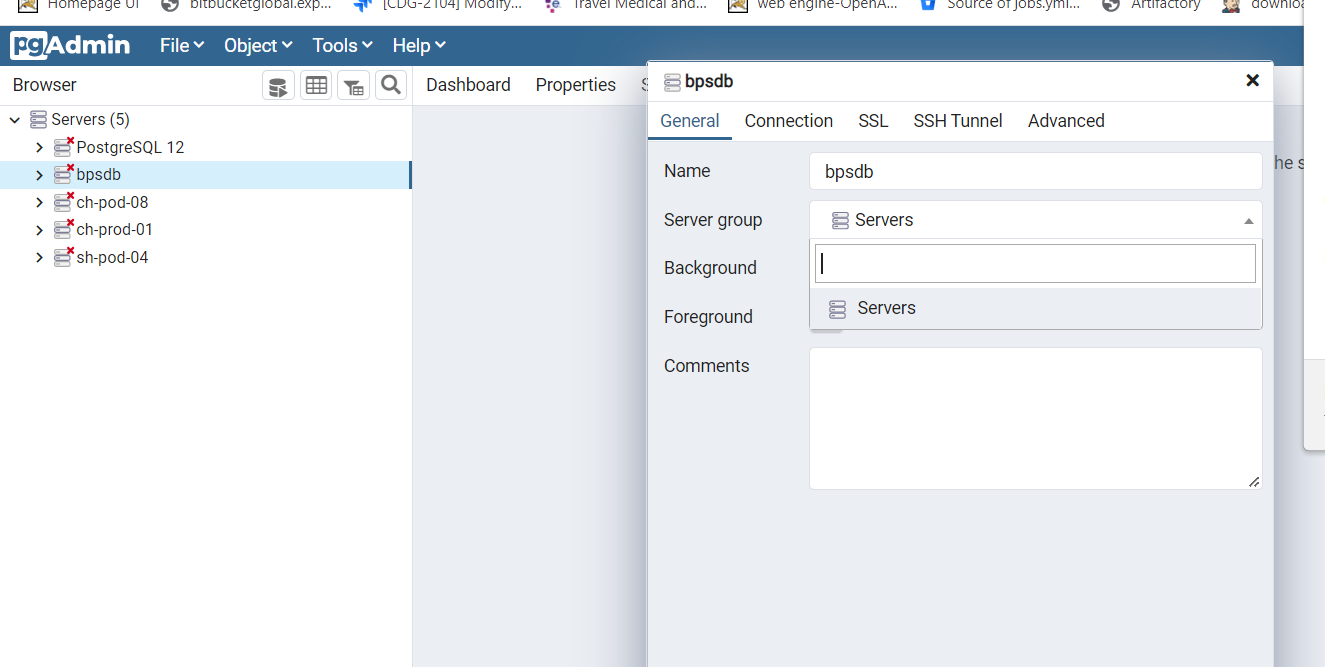 Homepage UI bitbucketglobal.exp... [CDG-2104] Modify... Travel Medical and... web engine-OpenA... Source of jobs.yml... Artifactory
pgAdmin File Object Tools Help
Browser Dashboard Properties
bpsdb
General Connection SSL SSH Tunnel Advanced
Servers (5)
PostgreSQL 12
bpsdb
ch-pod-08
ch-prod-01
sh-pod-04
Name bpsdb
Server group Servers
Background
Servers
Foreground
Comments